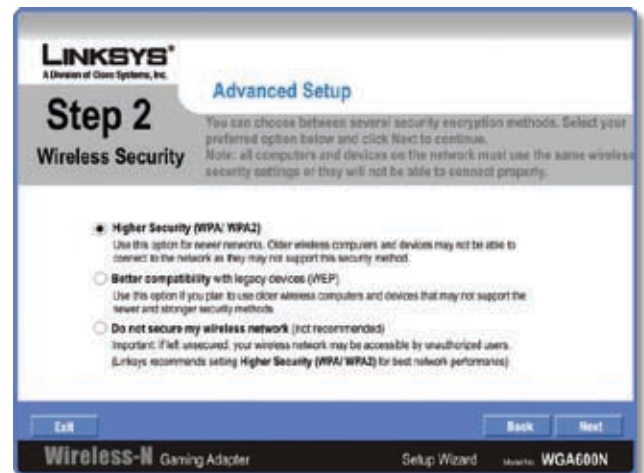 LINKSYS®
A Division of Cisco Systems, Inc.
Advanced Setup
Step 2
Wireless Security
You can choose between several security encryption methods. Select your
preferred option below and click Next to continue.
Note: all computers and devices on the network must use the same wireless
security settings or they will not be able to connect properly.
Higher Security (WPA/ WPA2)
Use this option for newer networks. Older wireless computers and devices may not be able to
connect to the network as they may not support this security method.
Better compatibility with legacy devices (WEP)
Use this option if you plan to use older wireless computers and devices that may not support the
newer and stronger security methods
Do not secure my wireless network (not recommended)
Important: If left unsecured, your wireless network may be accessible by unauthorized users.
(Linksys recommends setting Higher Security (WPA/ WPA2) for best network performance)
Exit
Back
Next
Wireless-N Gaming Adapter
Setup Wizard
Model No. WGA600N